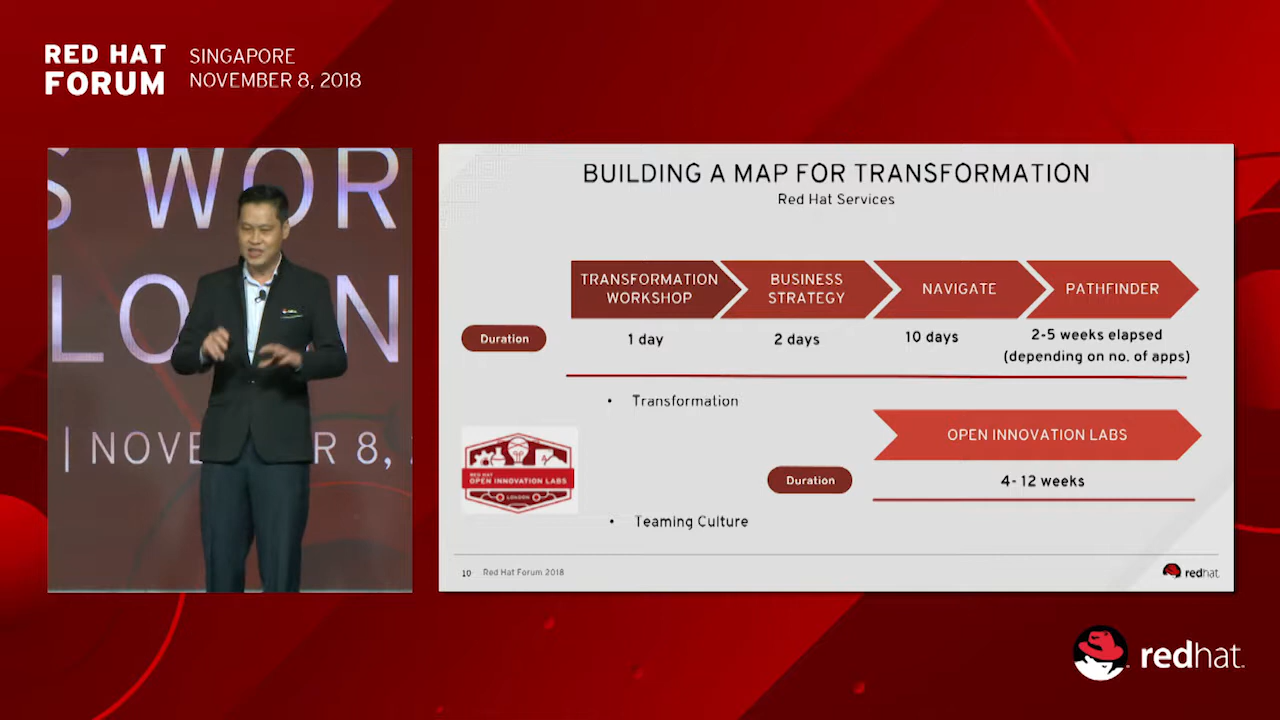 RED HAT
FORUM
SINGAPORE
NOVEMBER 8, 2018
S WOR
LO N
| NOVE R 8,
BUILDING A MAP FOR TRANSFORMATION
Red Hat Services
TRANSFORMATION
WORKSHOP
BUSINESS
STRATEGY
NAVIGATE
PATHFINDER
Duration
1 day
2 days
10 days
2-5 weeks elapsed
(depending on no. of apps)
• Transformation
OPEN INNOVATION LABS
RED HAT
OPEN INNOVATION LABS
LONDON
Duration
4- 12 weeks
• Teaming Culture
10 Red Hat Forum 2018
redhat.
redhat.